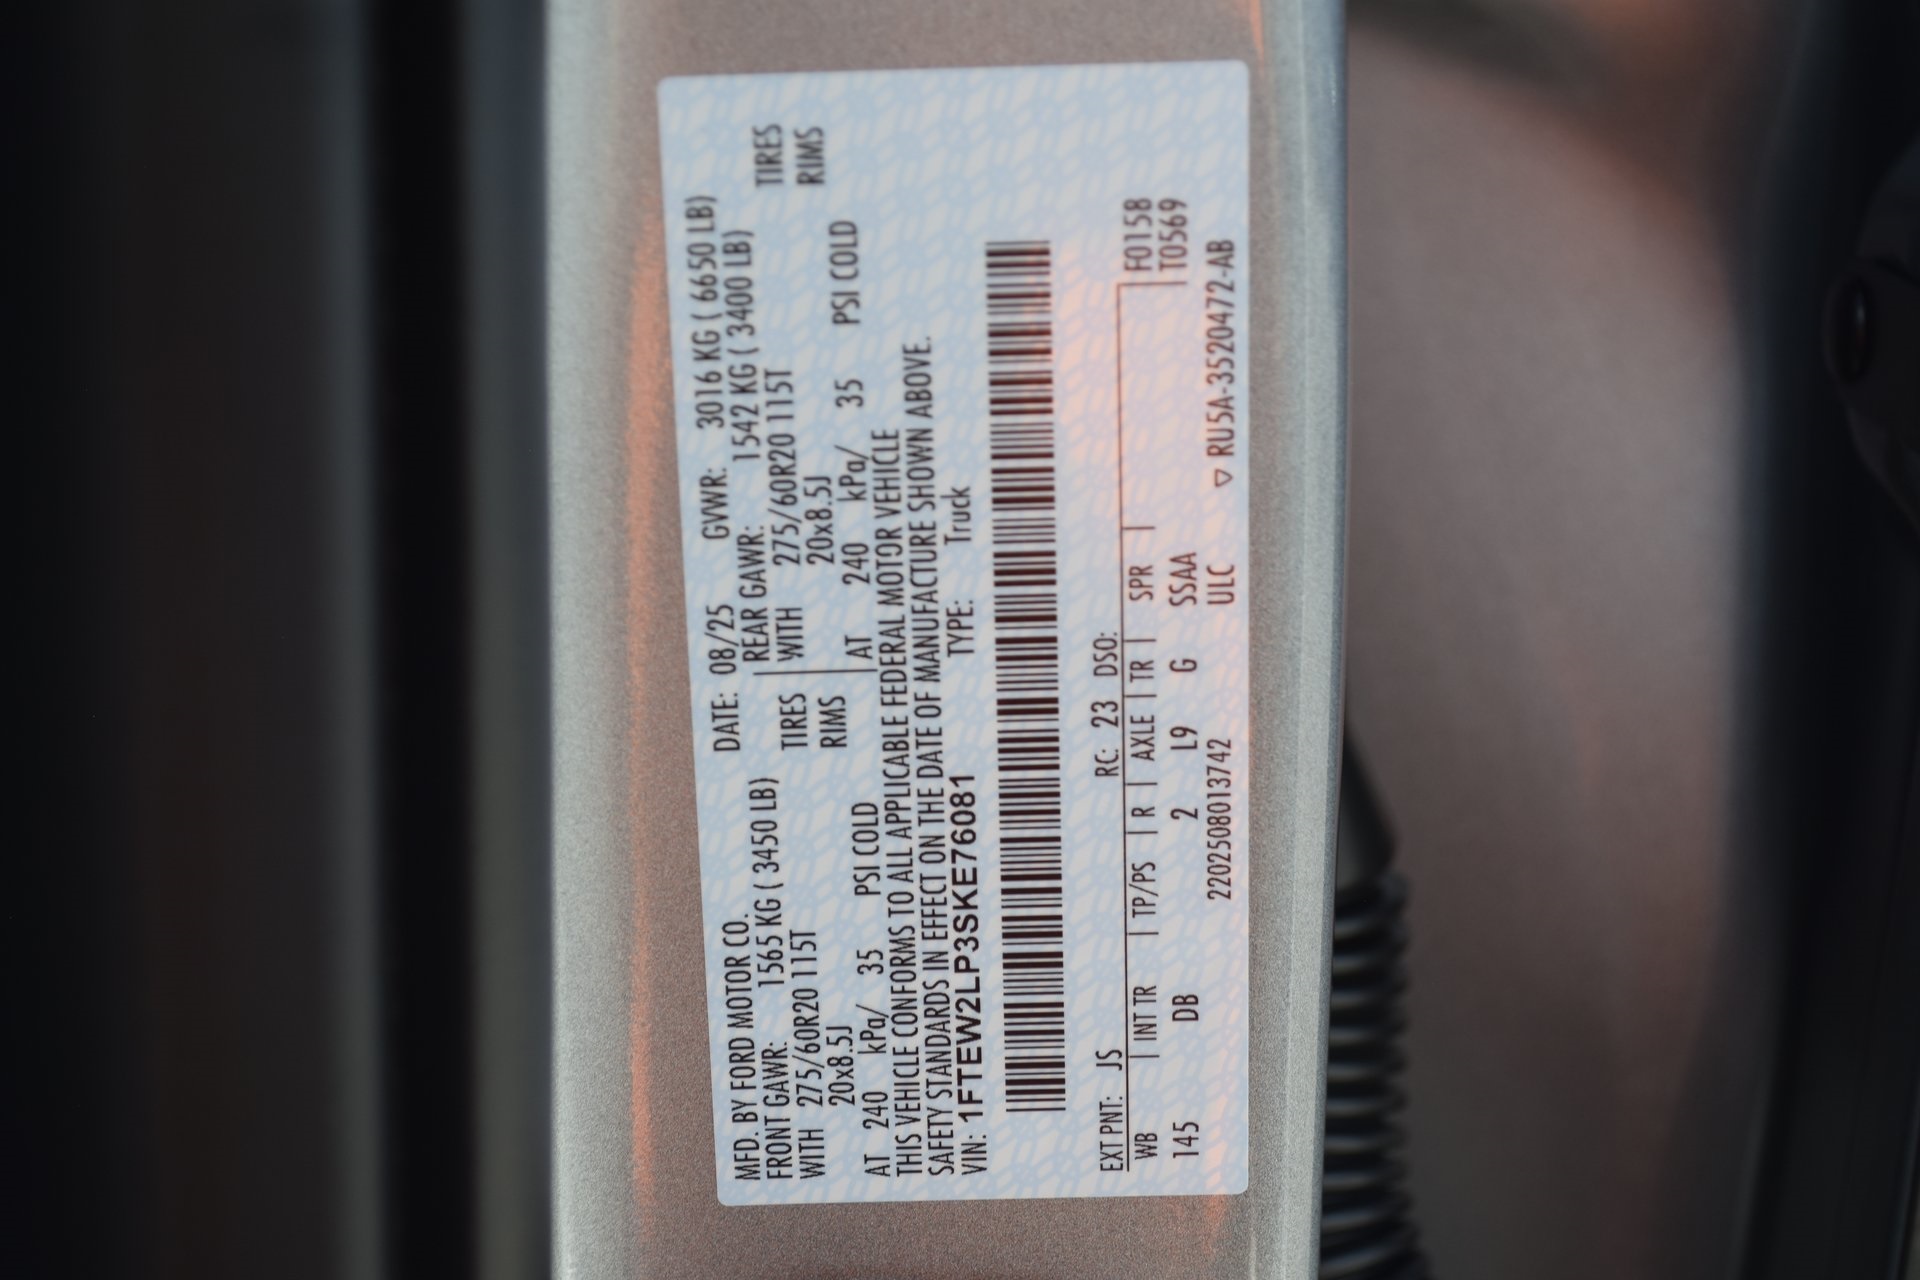 MFD. BY FORD MOTOR CO. DATE: 08/25 GVWR: 3016 KG ( 6650 LB)
FRONT GAWR: 1565 KG ( 3450 LB) REAR GAWR: 1542 KG ( 3400 LB)
WITH 275/60R20 115T TIRES WITH 275/60R20 115T TIRES
20x8.5J RIMS 20x8.5J RIMS
AT 240 kPa/ 35 PSI COLD AT 240 kPa/ 35 PSI COLD
THIS VEHICLE CONFORMS TO ALL APPLICABLE FEDERAL MOTOR VEHICLE
SAFETY STANDARDS IN EFFECT ON THE DATE OF MANUFACTURE SHOWN ABOVE.
VIN: 1FTEW2LP3SKE76081 TYPE: Truck
EXT PNT: JS RC: 23 DSO:
WB | INT TR | TP/PS | R | AXLE | TR | SPR | F0158
145 DB 2 L9 G SSAA T0569
2202508013742 ULC ▽ RU5A-3520472-AB